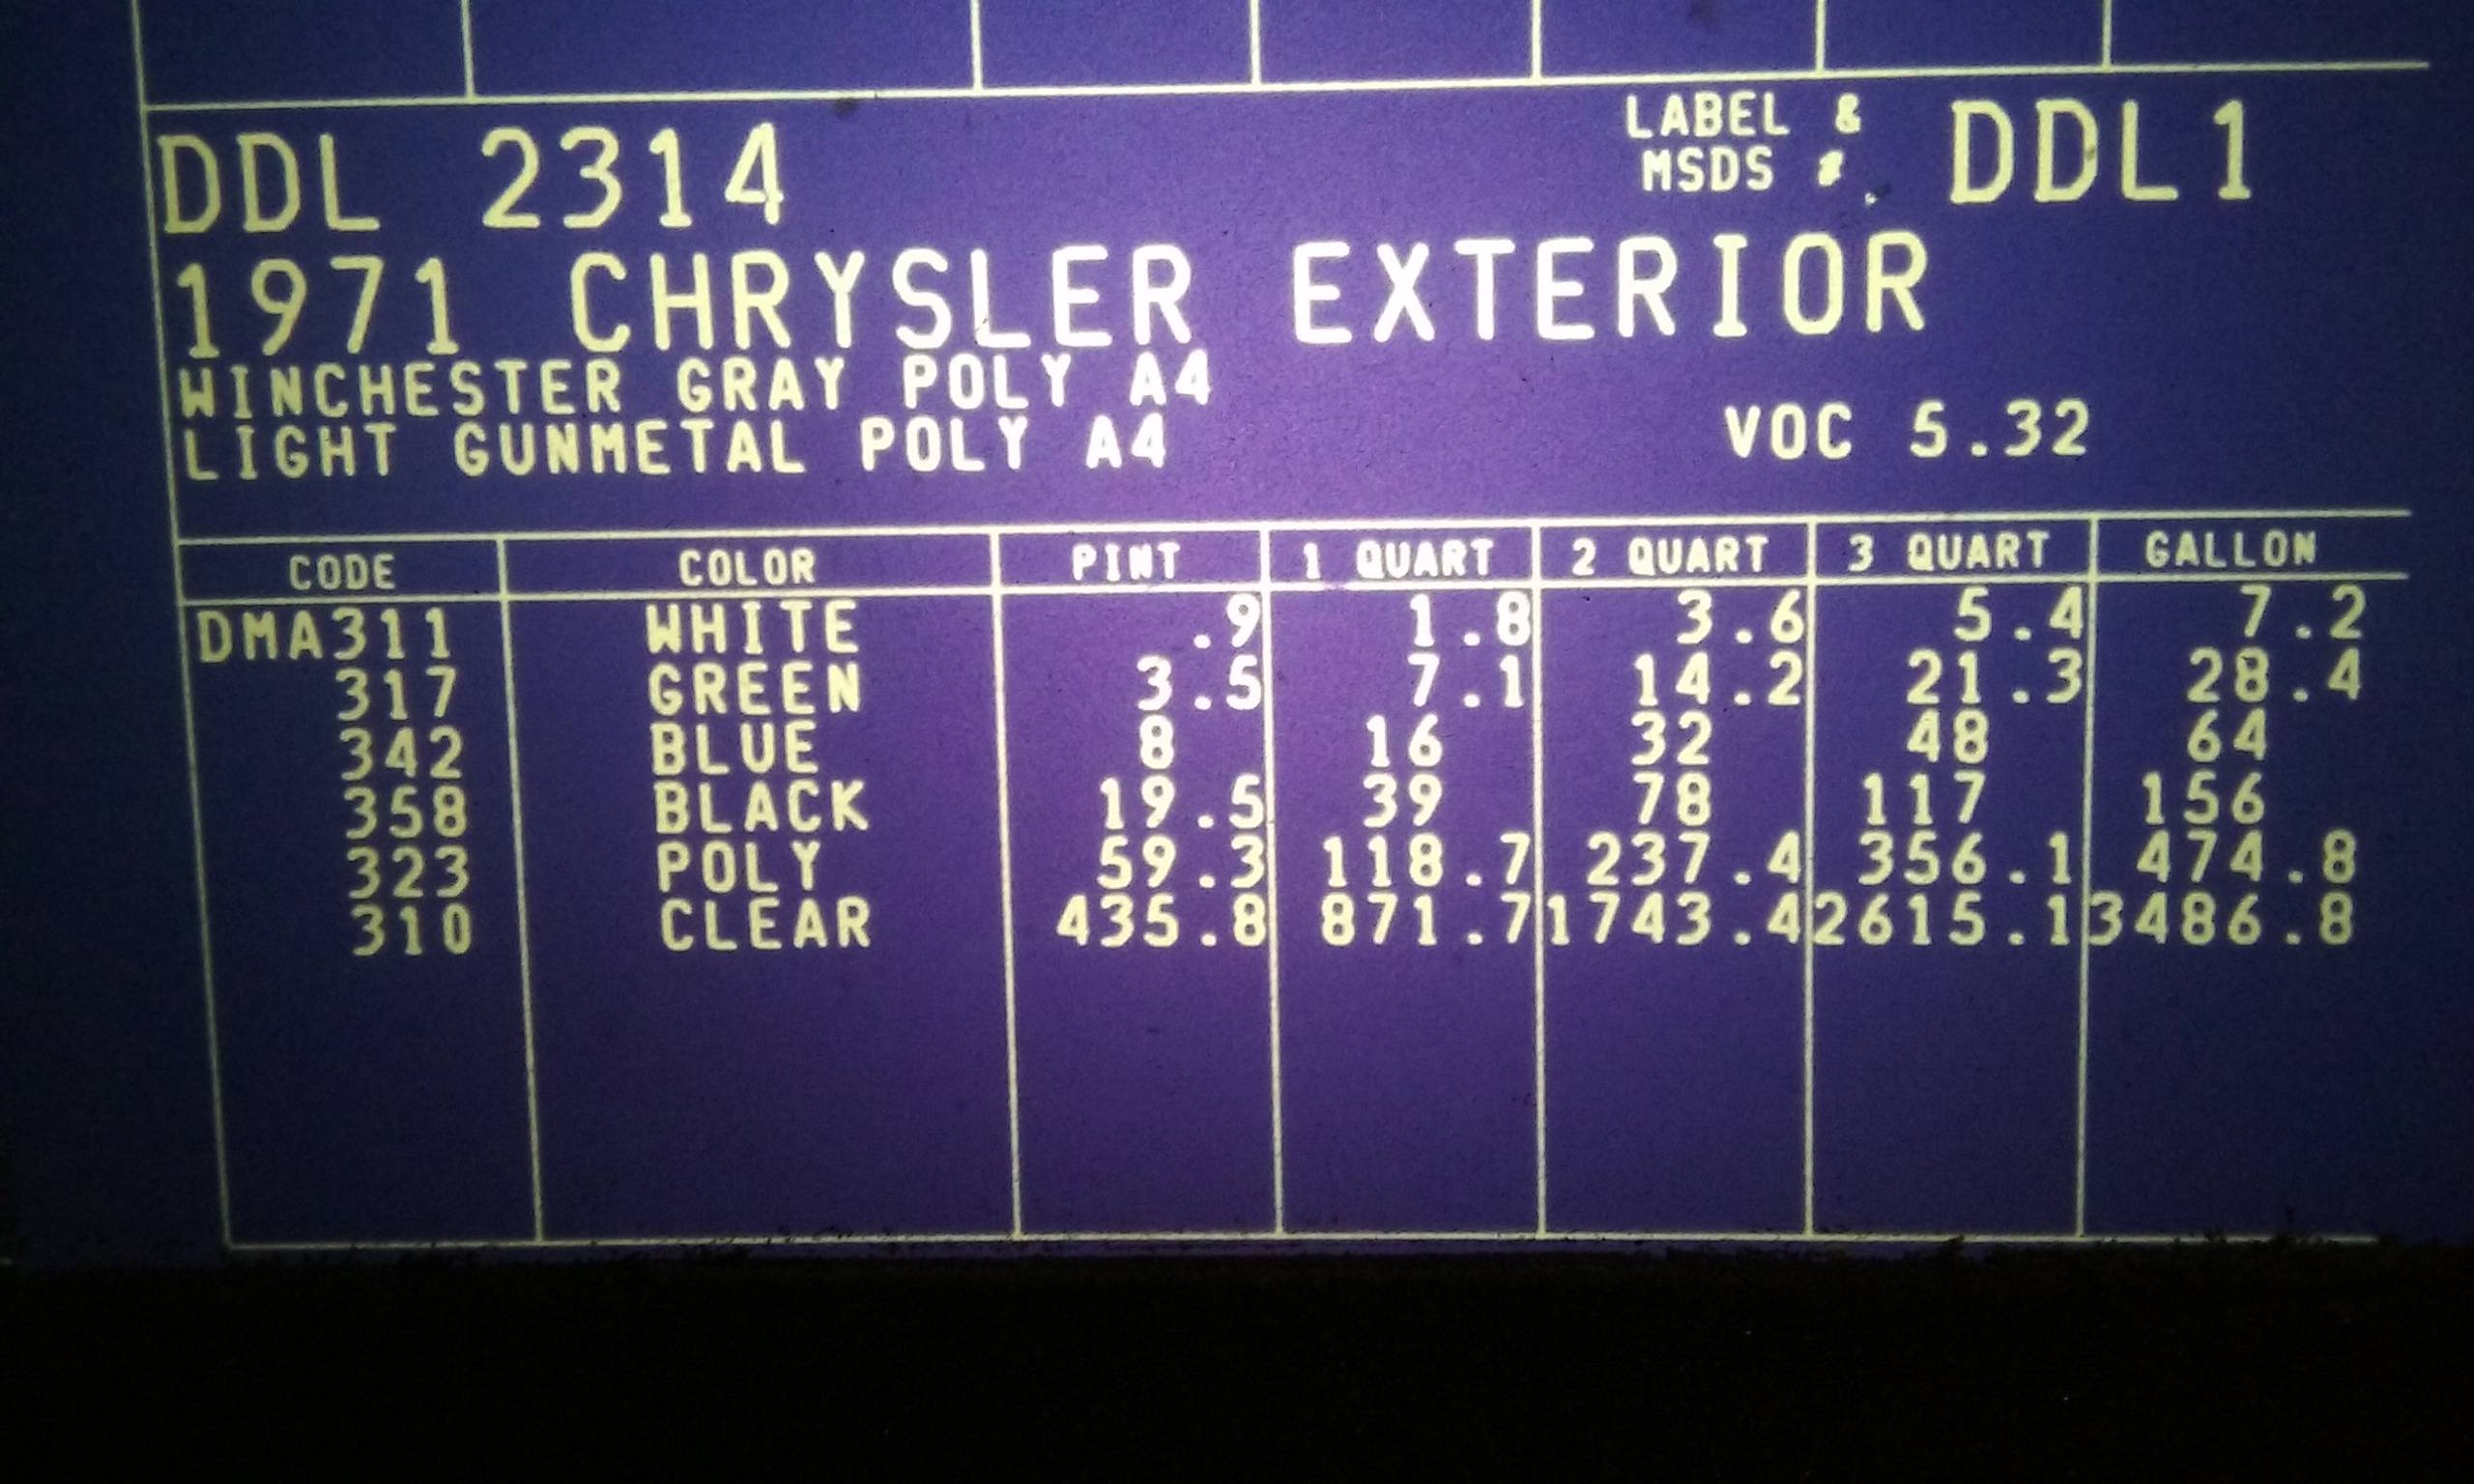 DDL 2314 LABEL & MSDS # DDL1
1971 CHRYSLER EXTERIOR
WINCHESTER GRAY POLY A4
LIGHT GUNMETAL POLY A4 VOC 5.32
CODE COLOR PINT 1 QUART 2 QUART 3 QUART GALLON
DMA311 WHITE .9 1.8 3.6 5.4 7.2
317 GREEN 3.5 7.1 14.2 21.3 28.4
342 BLUE 8 16 32 48 64
358 BLACK 19.5 39 78 117 156
323 POLY 59.3 118.7 237.4 356.1 474.8
310 CLEAR 435.8 871.7 1743.4 2615.1 3486.8